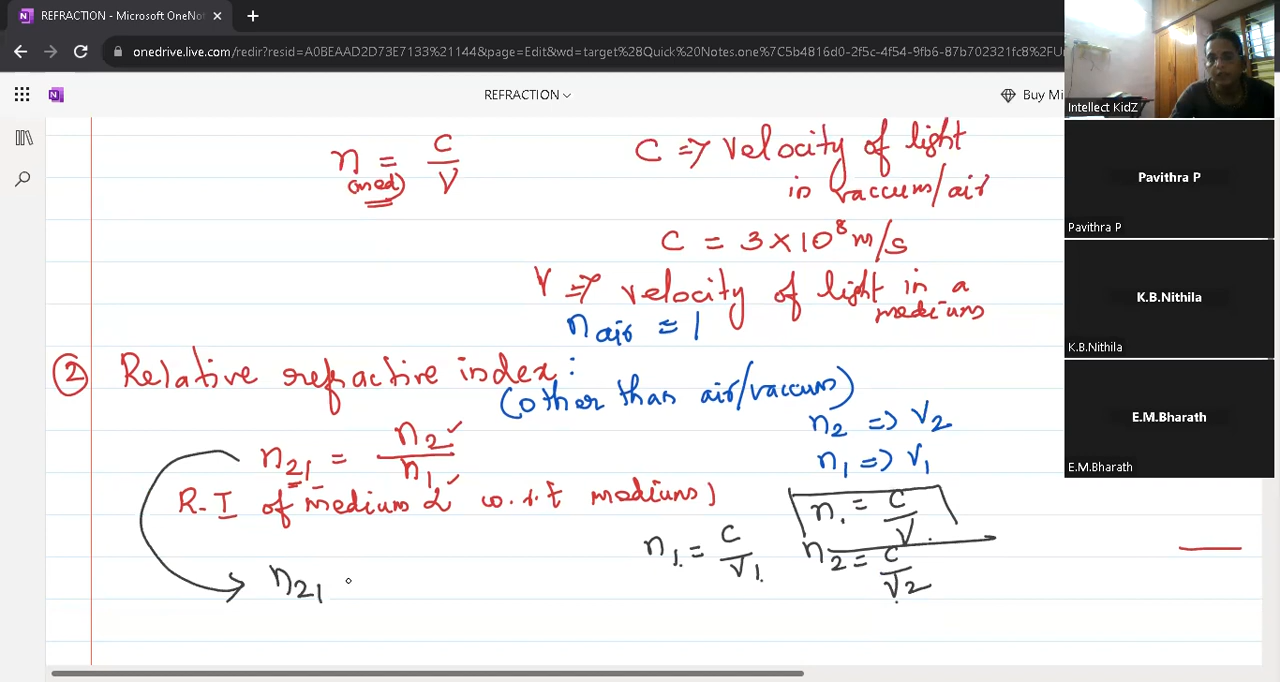 REFRACTION - Microsoft OneNot
onedrive.live.com/redir?resid=A0BEAAD2D73E7133%21144&page=Edit&wd=target%28Quick%20Notes.one%7C5b4816d0-2f5c-4f54-9fb6-87b702321fc8%2FU
REFRACTION
Buy Mi
n = C/V
(med)
C => velocity of light
in vaccum/air
C = 3×10⁸ m/s
V => velocity of light in a
medium
n air = 1
② Relative refractive index :
(other than air/vaccum)
n₂ => V₂
n₁ => V₁
n₂₁ = n₂/n₁
R.I of medium 2 w.r.t medium 1
n = C/V
n₁ = C/V₁
n₂ = C/V₂
n₂₁
Intellect KidZ
Pavithra P
Pavithra P
K.B.Nithila
K.B.Nithila
E.M.Bharath
E.M.Bharath